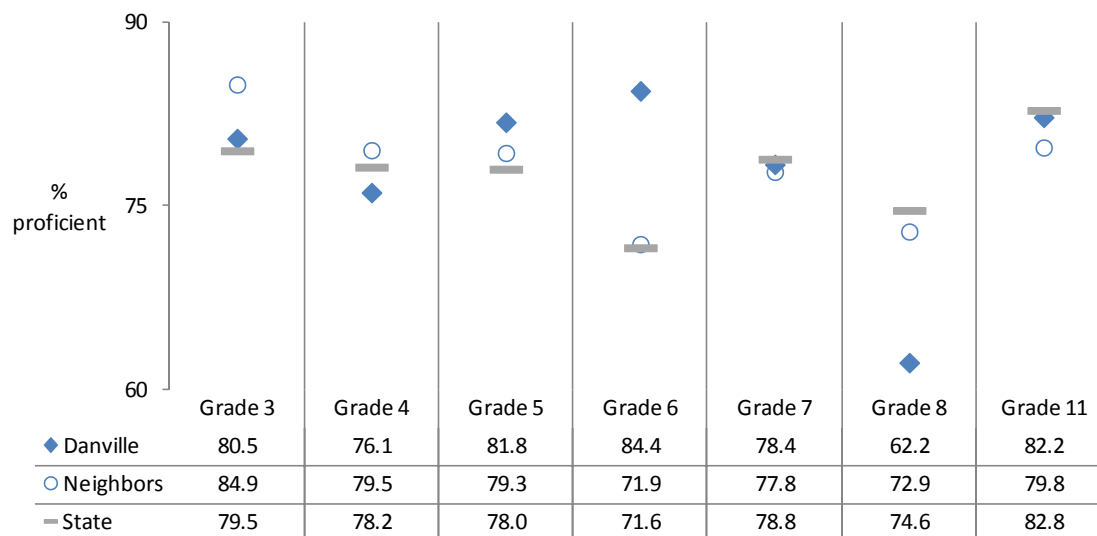 90
%
75
proficient
60
Grade 3 Grade 4 Grade 5 Grade 6 Grade 7 Grade 8 Grade 11
Danville 80.5 76.1 81.8 84.4 78.4 62.2 82.2
Neighbors 84.9 79.5 79.3 71.9 77.8 72.9 79.8
State 79.5 78.2 78.0 71.6 78.8 74.6 82.8